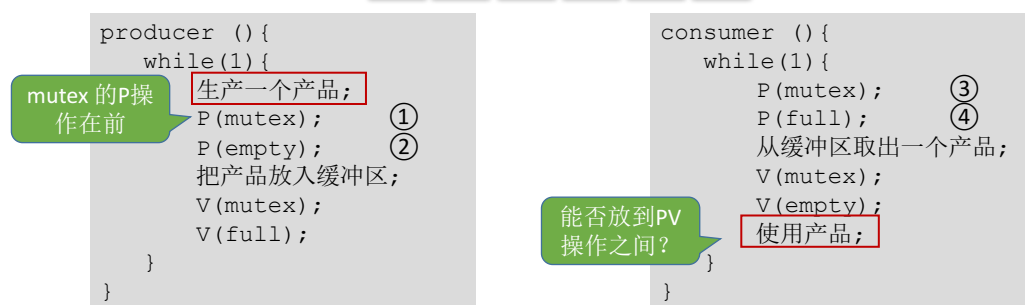 producer (){
while(1){
生产一个产品;
P(mutex); ①
P(empty); ②
把产品放入缓冲区;
V(mutex);
V(full);
}
}
mutex 的P操
作在前
consumer (){
while(1){
P(mutex); ③
P(full); ④
从缓冲区取出一个产品;
V(mutex);
V(empty);
使用产品;
}
}
能否放到PV
操作之间?